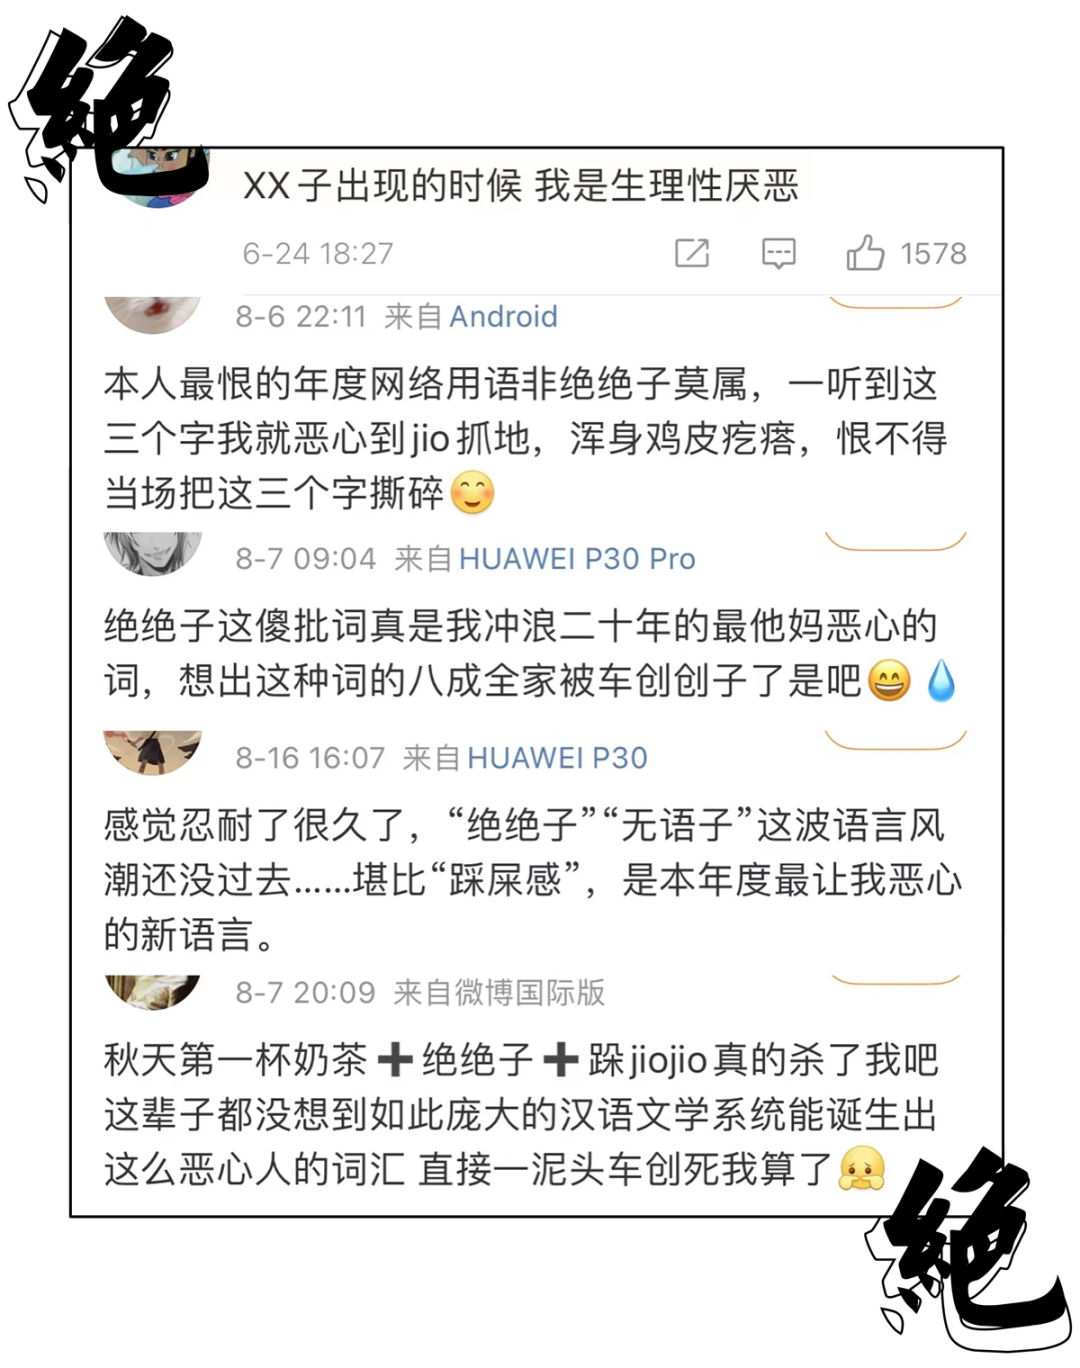 絕
XX子出现的时候 我是生理性厌恶
6-24 18:27
1578
8-6 22:11 来自Android
本人最恨的年度网络用语非绝绝子莫属，一听到这
三个字我就恶心到jio抓地，浑身鸡皮疙瘩，恨不得
当场把这三个字撕碎😊
8-7 09:04 来自HUAWEI P30 Pro
绝绝子这傻批词真是我冲浪二十年的最他妈恶心的
词，想出这种词的八成全家被车创创子了是吧😄💧
8-16 16:07 来自HUAWEI P30
感觉忍耐了很久了，“绝绝子”“无语子”这波语言风
潮还没过去……堪比“踩屎感”，是本年度最让我恶心
的新语言。
8-7 20:09 来自微博国际版
秋天第一杯奶茶➕绝绝子➕跺jiojio真的杀了我吧
这辈子都没想到如此庞大的汉语文学系统能诞生出
这么恶心人的词汇 直接一泥头车创死我算了
絕